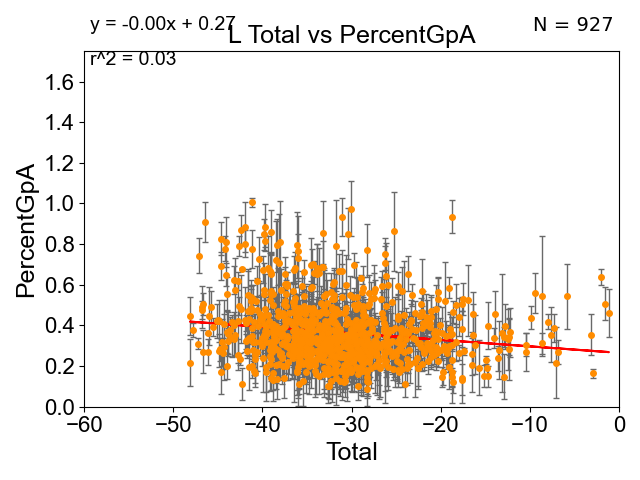 y = -0.00x + 0.27
N = 927
L Total vs PercentGpA
r^2 = 0.03
PercentGpA
1.6
1.4
1.2
1.0
0.8
0.6
0.4
0.2
0.0
−60
−50
−40
−30
−20
−10
0
Total